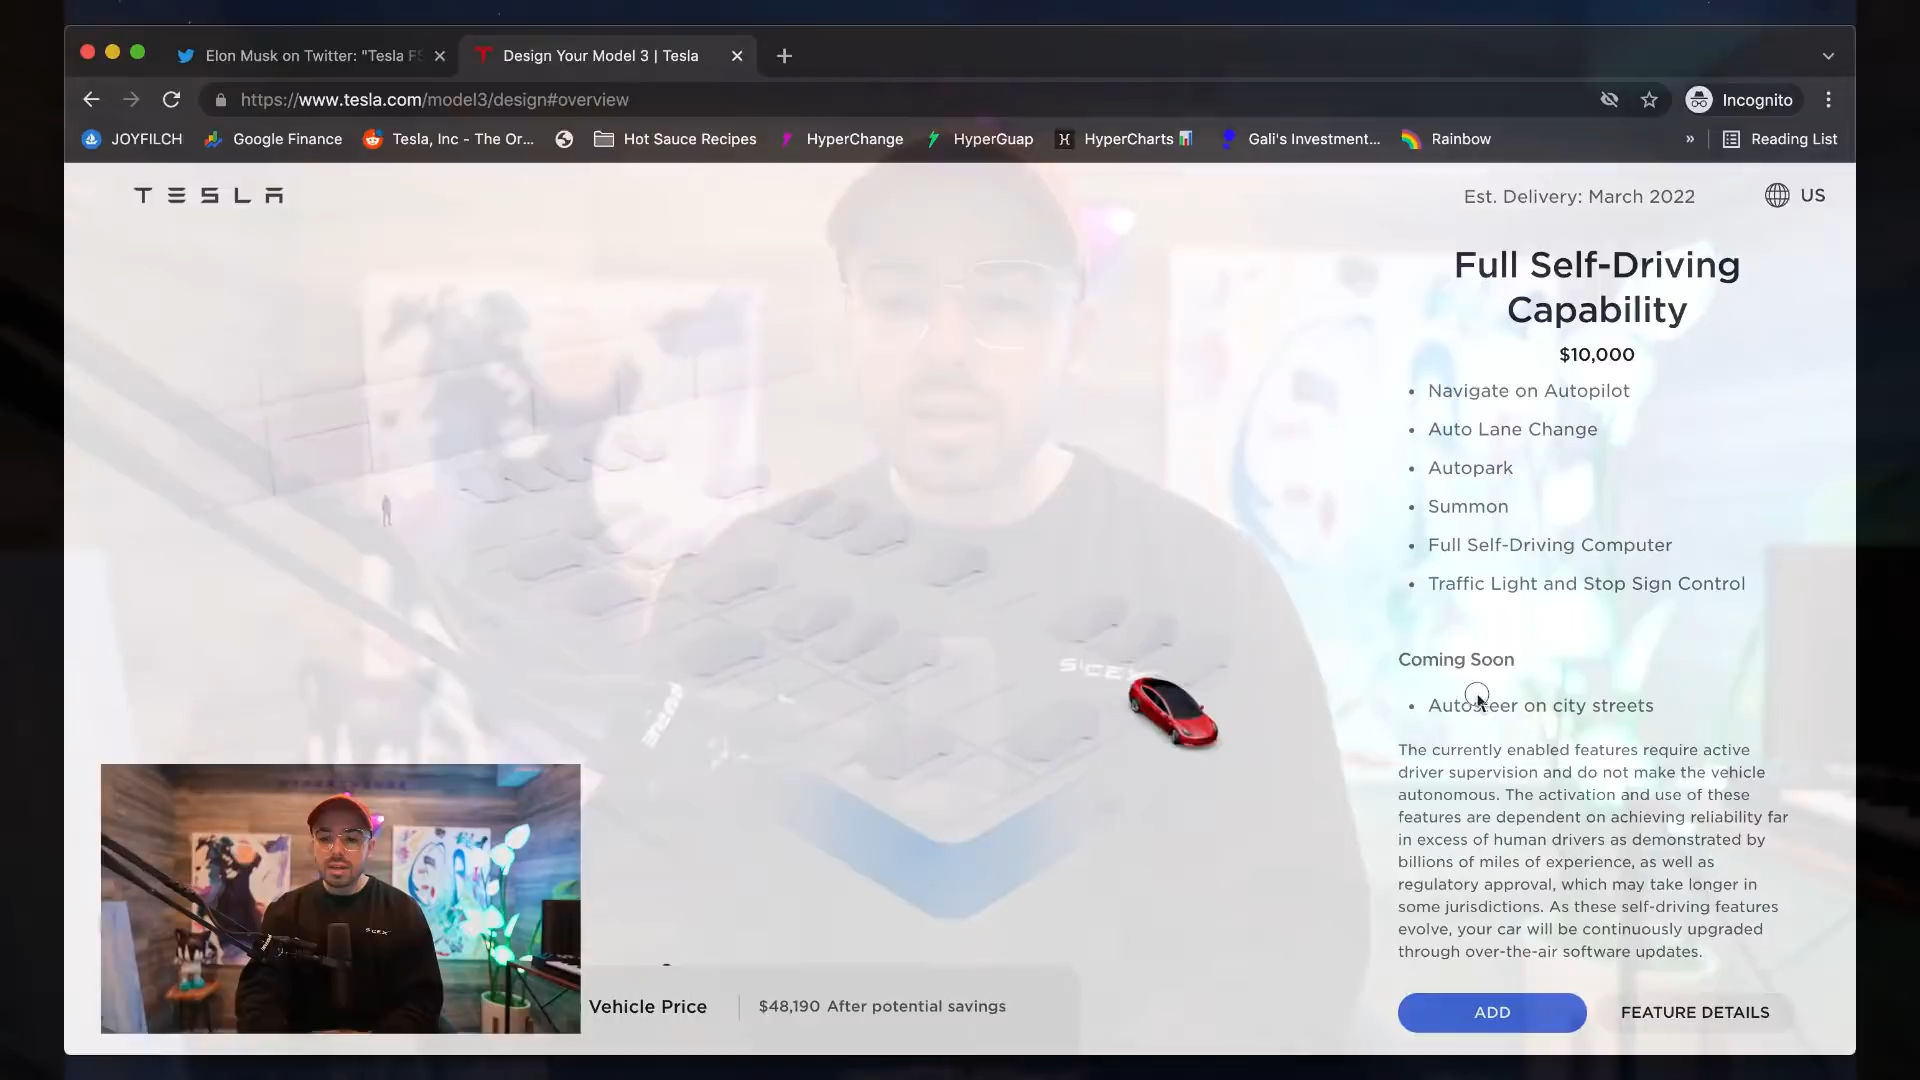 Elon Musk on Twitter: "Tesla FS
Design Your Model 3 | Tesla
https://www.tesla.com/model3/design#overview
Incognito
JOYFILCH
Google Finance
Tesla, Inc - The Or...
Hot Sauce Recipes
HyperChange
HyperGuap
HyperCharts
Gali's Investment...
Rainbow
»
Reading List
TESLA
Est. Delivery: March 2022
US
Full Self-Driving
Capability
$10,000
• Navigate on Autopilot
• Auto Lane Change
• Autopark
• Summon
• Full Self-Driving Computer
• Traffic Light and Stop Sign Control
Coming Soon
• Autosteer on city streets
The currently enabled features require active
driver supervision and do not make the vehicle
autonomous. The activation and use of these
features are dependent on achieving reliability far
in excess of human drivers as demonstrated by
billions of miles of experience, as well as
regulatory approval, which may take longer in
some jurisdictions. As these self-driving features
evolve, your car will be continuously upgraded
through over-the-air software updates.
Vehicle Price
$48,190 After potential savings
ADD
FEATURE DETAILS